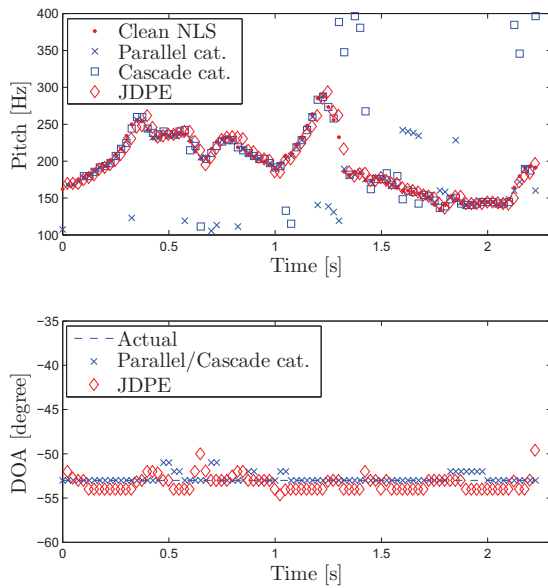 400
350
300
250
200
150
100
Pitch [Hz]
Clean NLS
Parallel cat.
Cascade cat.
JDPE
0 0.5 1 1.5 2
Time [s]
−35
−40
−45
−50
−55
−60
DOA [degree]
Actual
Parallel/Cascade cat.
JDPE
0 0.5 1 1.5 2
Time [s]